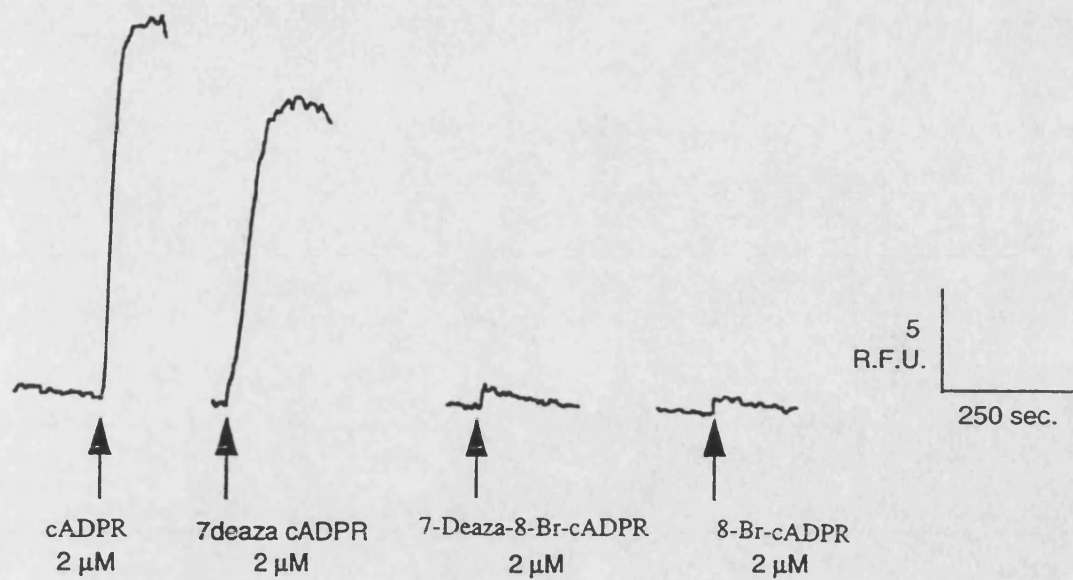 5
R.F.U.
250 sec.
cADPR
2 µM
7deaza cADPR
2 µM
7-Deaza-8-Br-cADPR
2 µM
8-Br-cADPR
2 µM